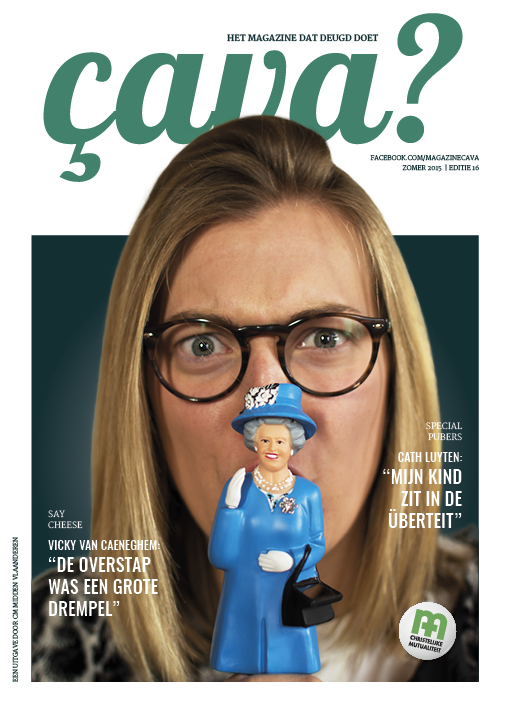 HET MAGAZINE DAT DEUGD DOET
çava?
FACEBOOK.COM/MAGAZINECAVA
ZOMER 2015 | EDITIE 16
SPECIAL
PUBERS
CATH LUYTEN:
“MIJN KIND
ZIT IN DE
ÜBERTEIT”
SAY
CHEESE
VICKY VAN CAENEGHEM:
“DE OVERSTAP
WAS EEN GROTE
DREMPEL”
EEN UITGAVE DOOR CM MIDDEN VLAANDEREN
CHRISTELIJKE
MUTUALITEIT